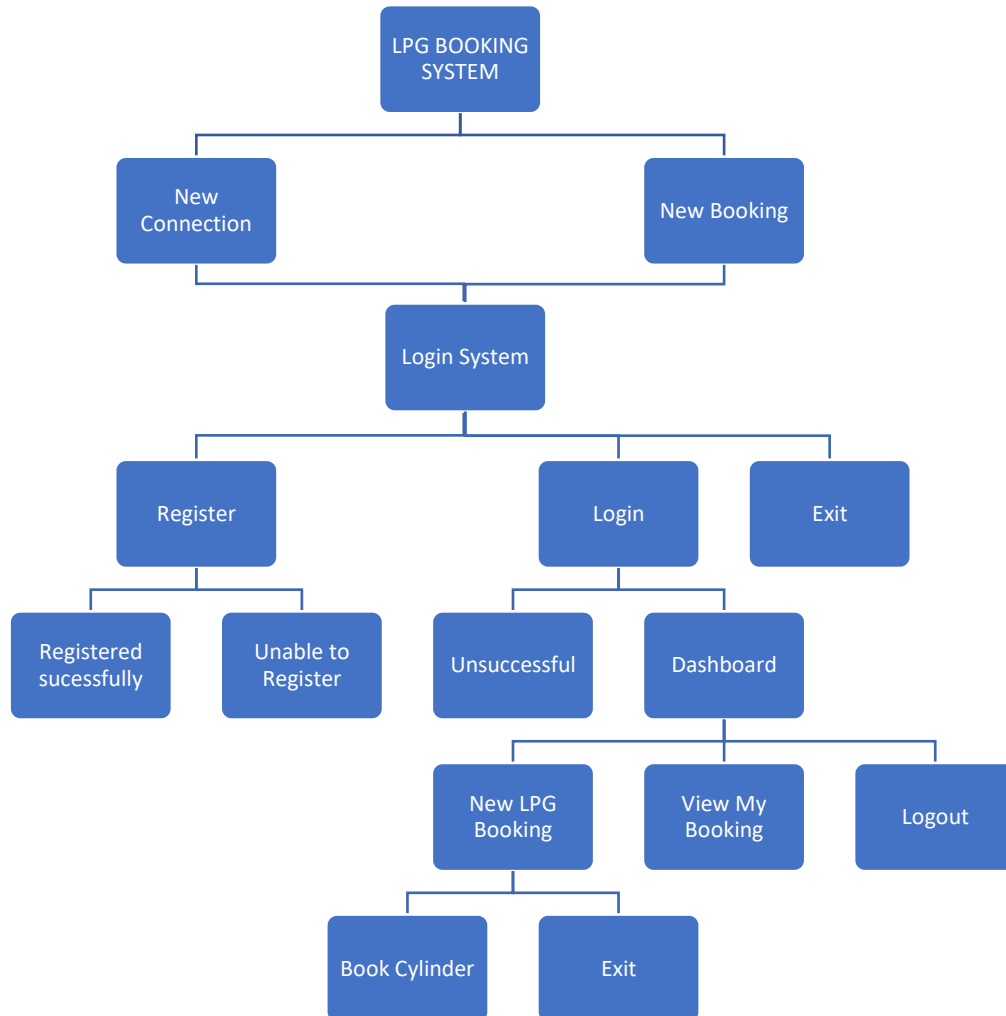 LPG BOOKING
SYSTEM
New
Connection
New Booking
Login System
Register
Login
Exit
Registered
sucessfully
Unable to
Register
Unsuccessful
Dashboard
New LPG
Booking
View My
Booking
Logout
Book Cylinder
Exit